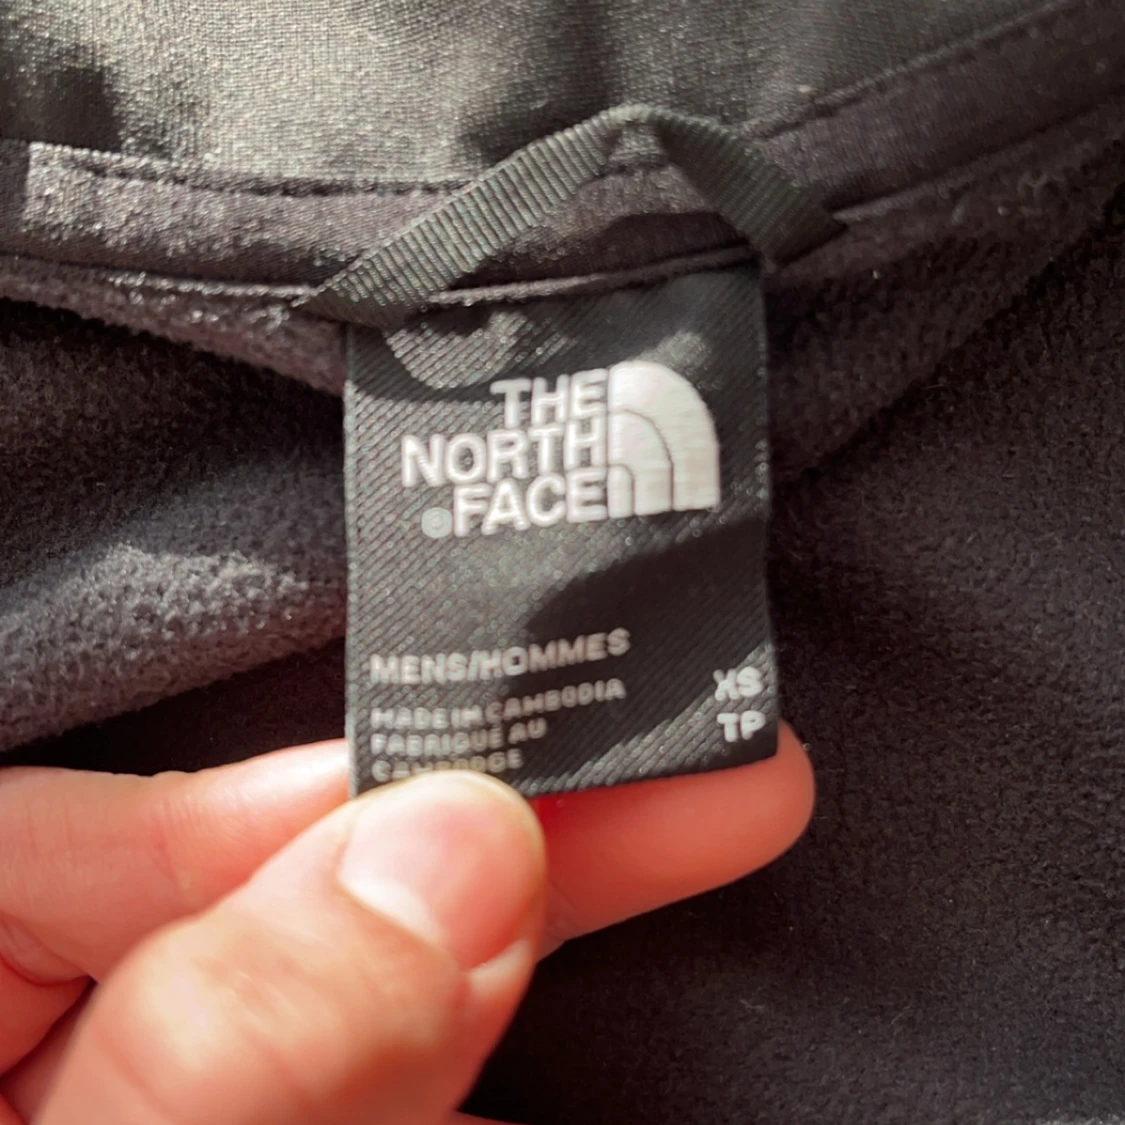 THE
NORTH
®FACE
MENS/HOMMES
MADE IN CAMBODIA
FABRIQUÉ AU
CAMBODGE
XS
TP